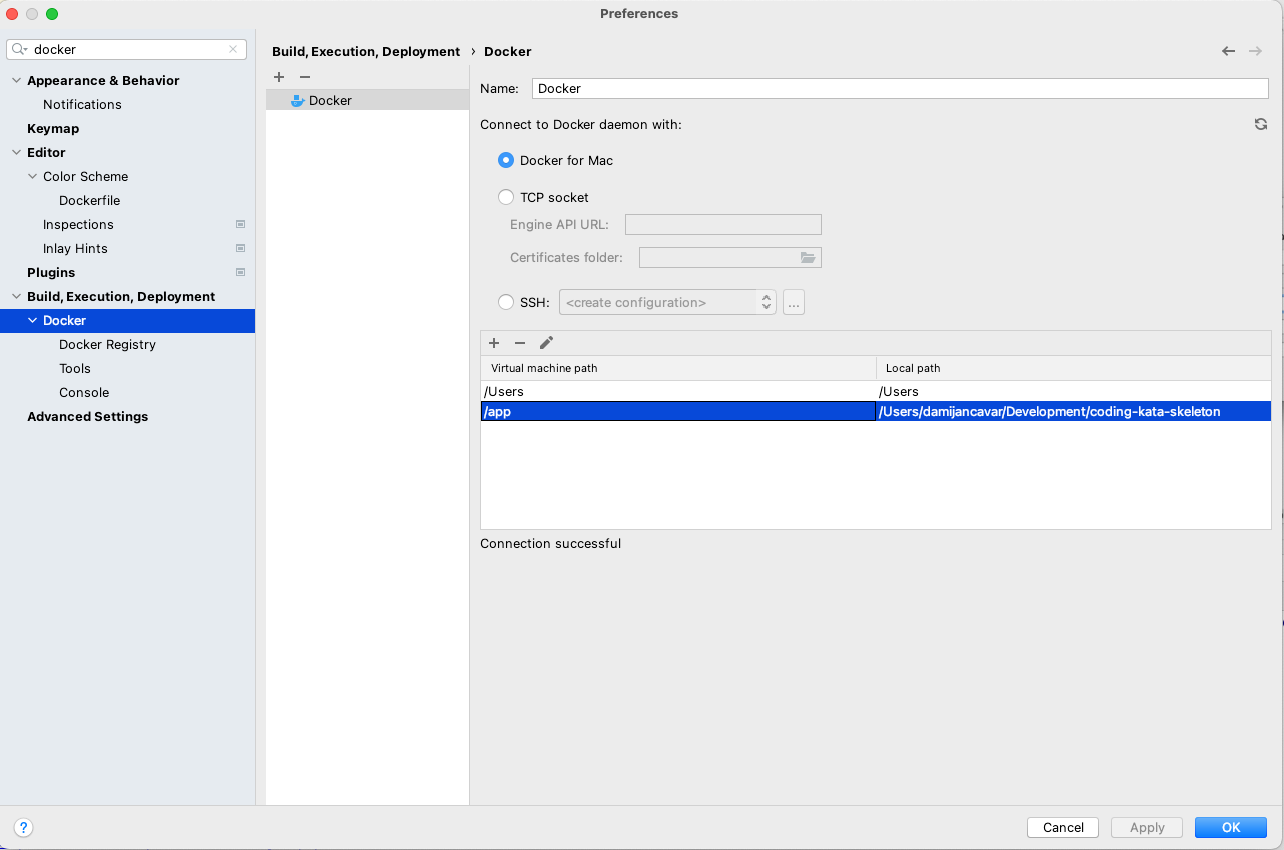 Preferences
docker
Appearance & Behavior
Notifications
Keymap
Editor
Color Scheme
Dockerfile
Inspections
Inlay Hints
Plugins
Build, Execution, Deployment
Docker
Docker Registry
Tools
Console
Advanced Settings
Build, Execution, Deployment › Docker
Docker
Name: Docker
Connect to Docker daemon with:
Docker for Mac
TCP socket
Engine API URL:
Certificates folder:
SSH: <create configuration> ...
Virtual machine path Local path
/Users /Users
/app /Users/damijancavar/Development/coding-kata-skeleton
Connection successful
? Cancel Apply OK